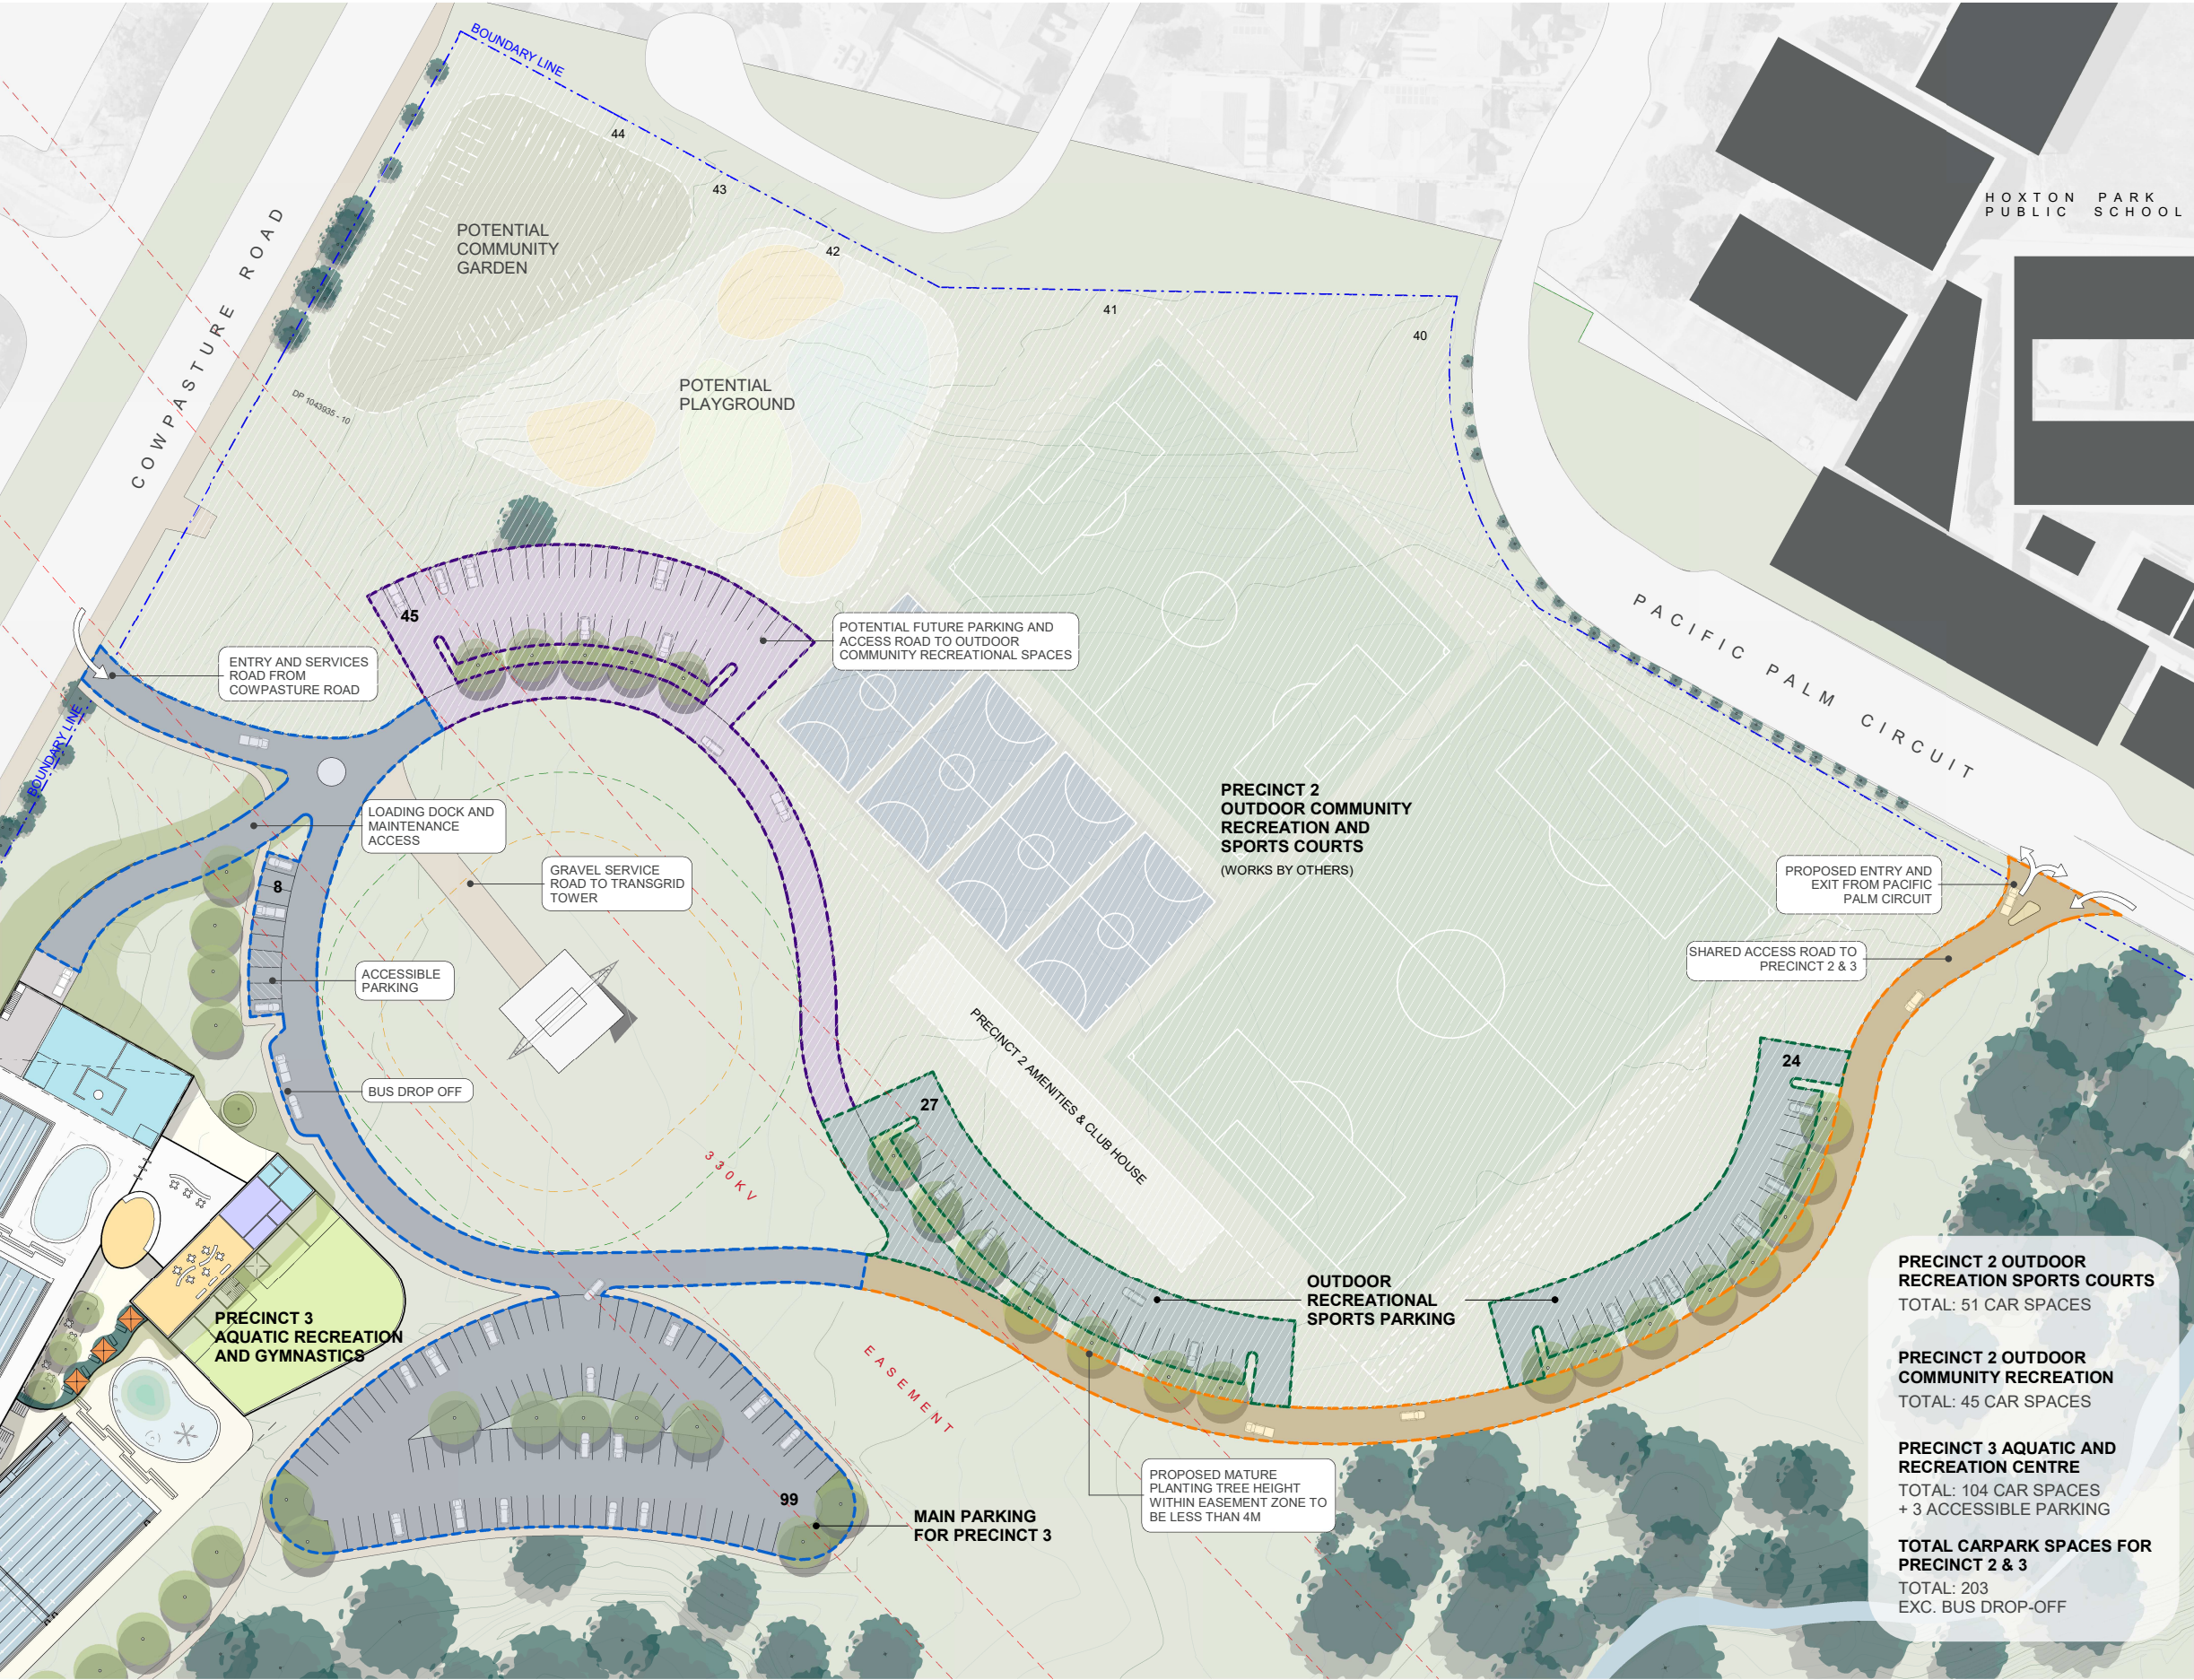 BOUNDARY LINE
44
43
42
41
40
HOXTON PARK
PUBLIC SCHOOL
POTENTIAL
COMMUNITY
GARDEN
COWPASTURE ROAD
POTENTIAL
PLAYGROUND
DP 1043935 - 10
45
POTENTIAL FUTURE PARKING AND
ACCESS ROAD TO OUTDOOR
COMMUNITY RECREATIONAL SPACES
PACIFIC PALM CIRCUIT
ENTRY AND SERVICES
ROAD FROM
COWPASTURE ROAD
BOUNDARY LINE
LOADING DOCK AND
MAINTENANCE
ACCESS
GRAVEL SERVICE
ROAD TO TRANSGRID
TOWER
8
ACCESSIBLE
PARKING
BUS DROP OFF
PRECINCT 2
OUTDOOR COMMUNITY
RECREATION AND
SPORTS COURTS
(WORKS BY OTHERS)
PROPOSED ENTRY AND
EXIT FROM PACIFIC
PALM CIRCUIT
SHARED ACCESS ROAD TO
PRECINCT 2 & 3
PRECINCT 2 AMENITIES & CLUB HOUSE
24
27
330KV
EASEMENT
OUTDOOR
RECREATIONAL
SPORTS PARKING
PRECINCT 3
AQUATIC RECREATION
AND GYMNASTICS
99
MAIN PARKING
FOR PRECINCT 3
PROPOSED MATURE
PLANTING TREE HEIGHT
WITHIN EASEMENT ZONE TO
BE LESS THAN 4M
PRECINCT 2 OUTDOOR
RECREATION SPORTS COURTS
TOTAL: 51 CAR SPACES
PRECINCT 2 OUTDOOR
COMMUNITY RECREATION
TOTAL: 45 CAR SPACES
PRECINCT 3 AQUATIC AND
RECREATION CENTRE
TOTAL: 104 CAR SPACES
+ 3 ACCESSIBLE PARKING
TOTAL CARPARK SPACES FOR
PRECINCT 2 & 3
TOTAL: 203
EXC. BUS DROP-OFF